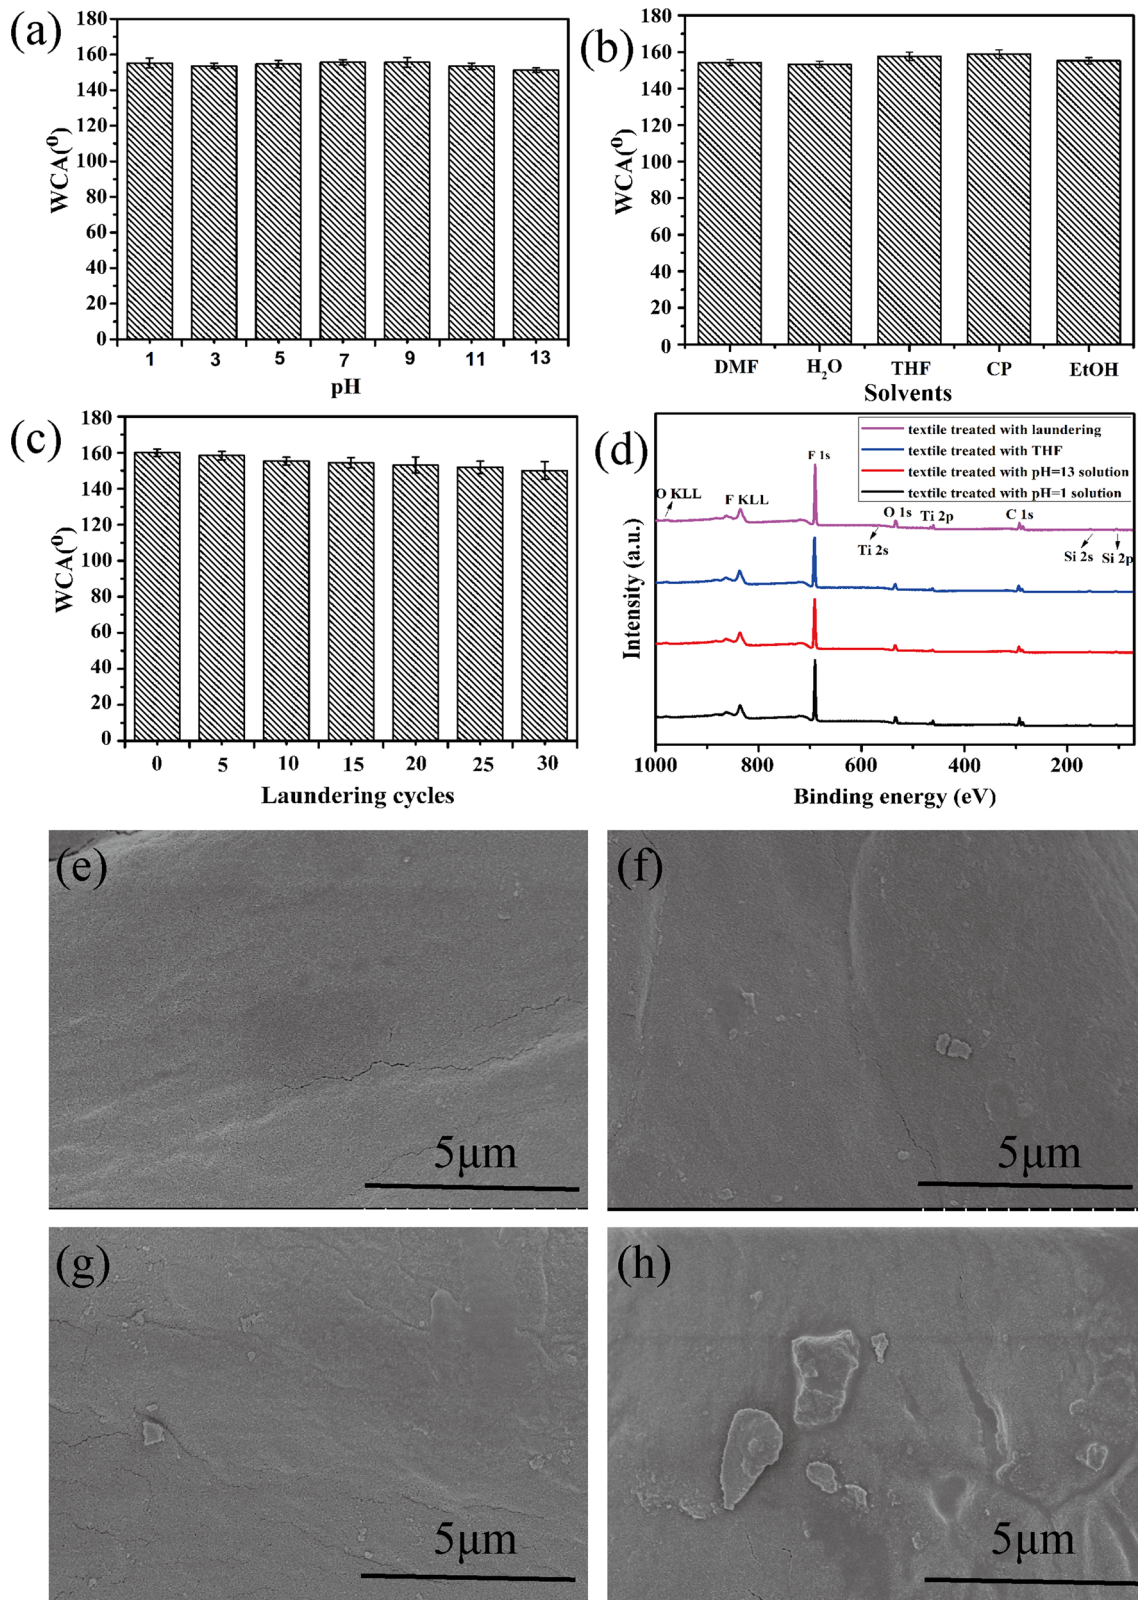 (a)
WCA(⁰)
180
160
140
120
100
80
60
40
20
0
1 3 5 7 9 11 13
pH
(b)
WCA(⁰)
180
160
140
120
100
80
60
40
20
0
DMF H₂O THF CP EtOH
Solvents
(c)
WCA(⁰)
180
160
140
120
100
80
60
40
20
0
0 5 10 15 20 25 30
Laundering cycles
(d)
textile treated with laundering
textile treated with THF
textile treated with pH=13 solution
textile treated with pH=1 solution
O KLL
F KLL
F 1s
Ti 2s
O 1s
Ti 2p
C 1s
Si 2s
Si 2p
Intensity (a.u.)
1000 800 600 400 200
Binding energy (eV)
(e)
5μm
(f)
5μm
(g)
5μm
(h)
5μm